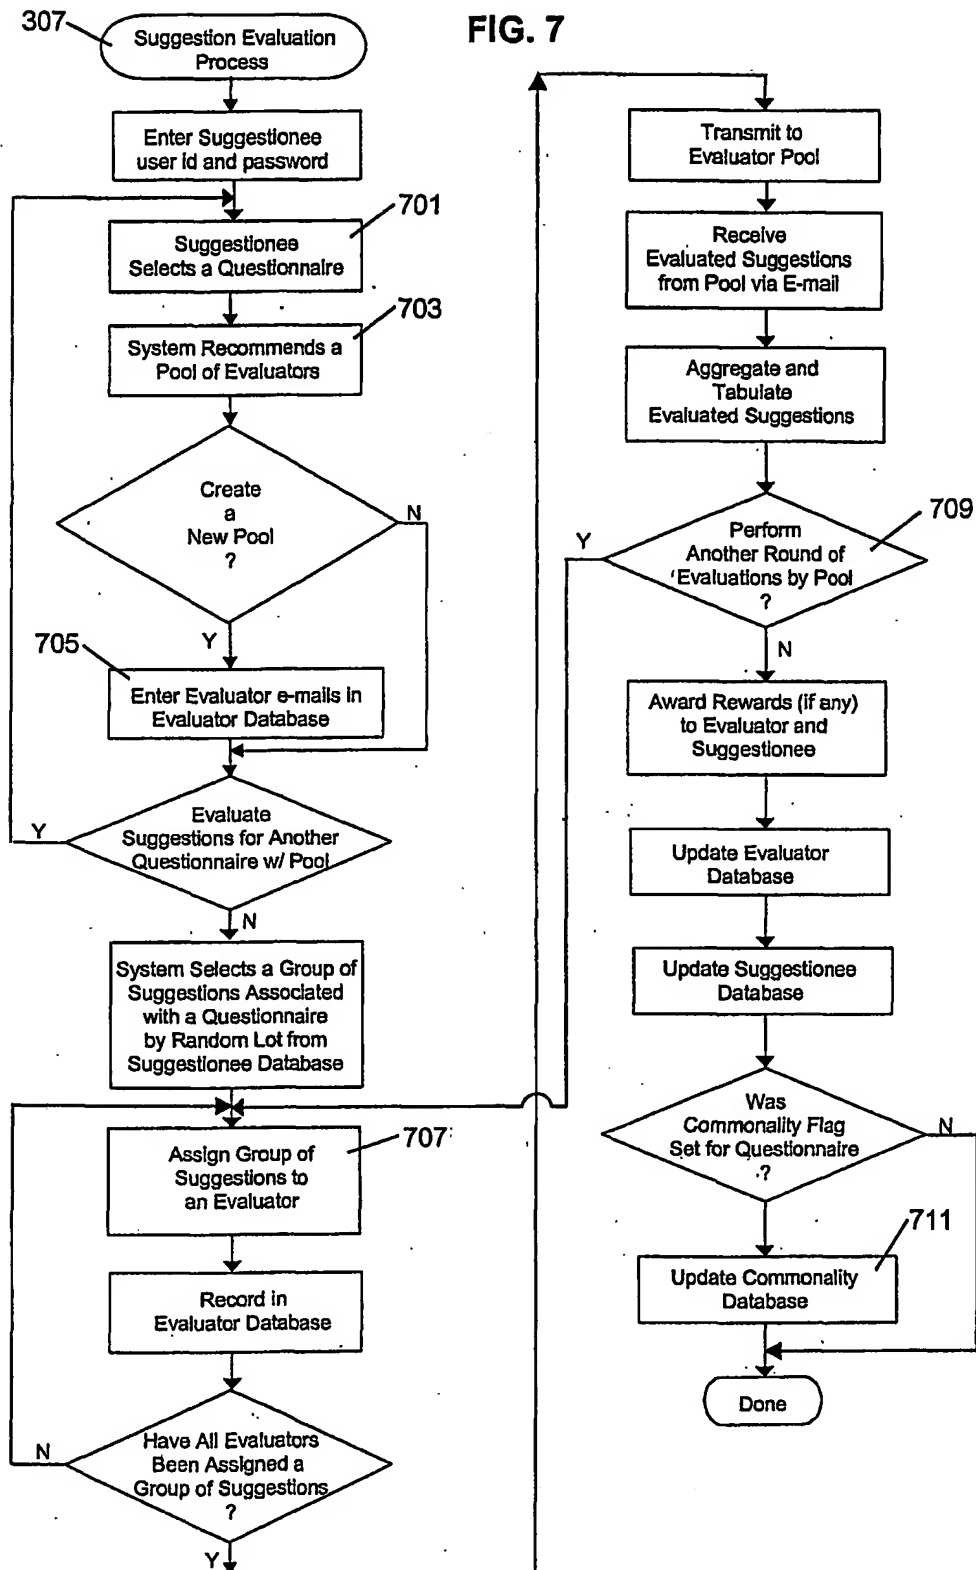 FIG. 7
307
Suggestion Evaluation
Process
Enter Suggestionee
user id and password
701
Suggestionee
Selects a Questionnaire
703
System Recommends a
Pool of Evaluators
Create
a
New Pool
?
N
Y
705
Enter Evaluator e-mails in
Evaluator Database
Evaluate
Suggestions for Another
Questionnaire w/ Pool
Y
N
System Selects a Group of
Suggestions Associated
with a Questionnaire
by Random Lot from
Suggestionee Database
707
Assign Group of
Suggestions to
an Evaluator
Record in
Evaluator Database
Have All Evaluators
Been Assigned a
Group of Suggestions
?
N
Y
Transmit to
Evaluator Pool
Receive
Evaluated Suggestions
from Pool via E-mail
Aggregate and
Tabulate
Evaluated Suggestions
709
Perform
Another Round of
Evaluations by Pool
?
Y
N
Award Rewards (if any)
to Evaluator and
Suggestionee
Update Evaluator
Database
Update Suggestionee
Database
Was
Commonality Flag
Set for Questionnaire
?
N
711
Update Commonality
Database
Done